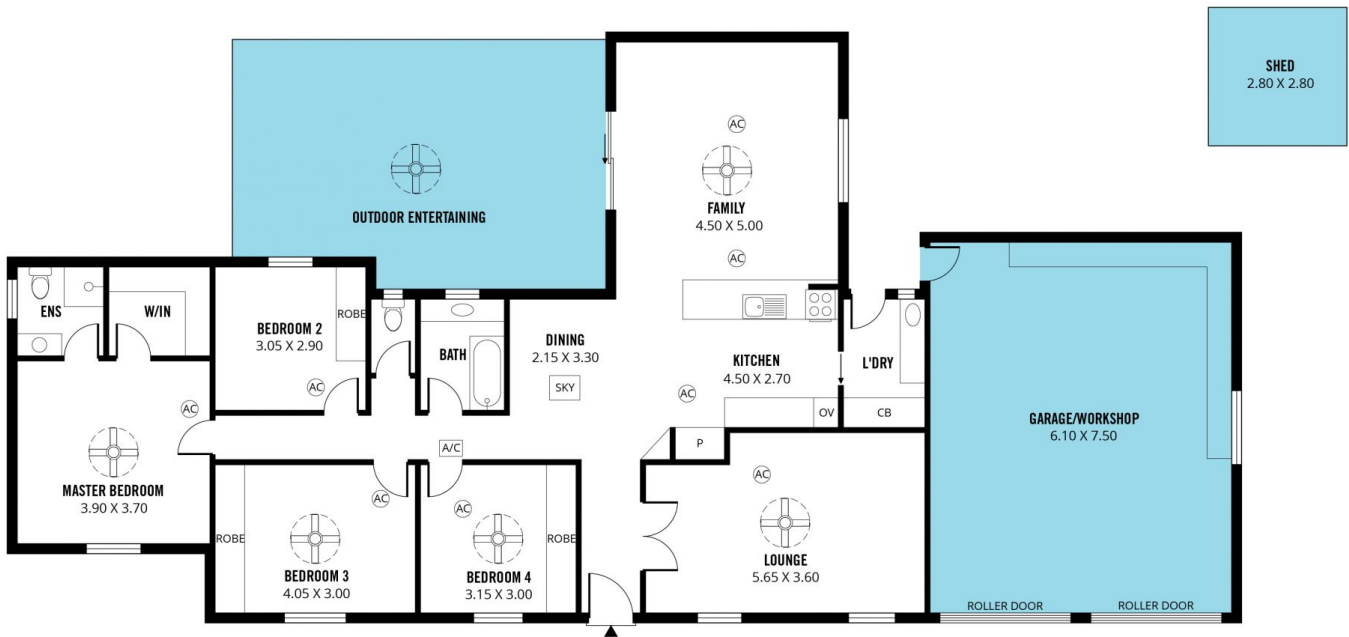 SHED
2.80 X 2.80
AC
FAMILY
4.50 X 5.00
AC
OUTDOOR ENTERTAINING
ENS
W/IN
BEDROOM 2
3.05 X 2.90
ROBE
AC
BATH
DINING
2.15 X 3.30
SKY
KITCHEN
4.50 X 2.70
AC
OV
P
L'DRY
CB
GARAGE/WORKSHOP
6.10 X 7.50
AC
MASTER BEDROOM
3.90 X 3.70
A/C
ROBE
AC
BEDROOM 3
4.05 X 3.00
AC
ROBE
BEDROOM 4
3.15 X 3.00
AC
LOUNGE
5.65 X 3.60
ROLLER DOOR
ROLLER DOOR